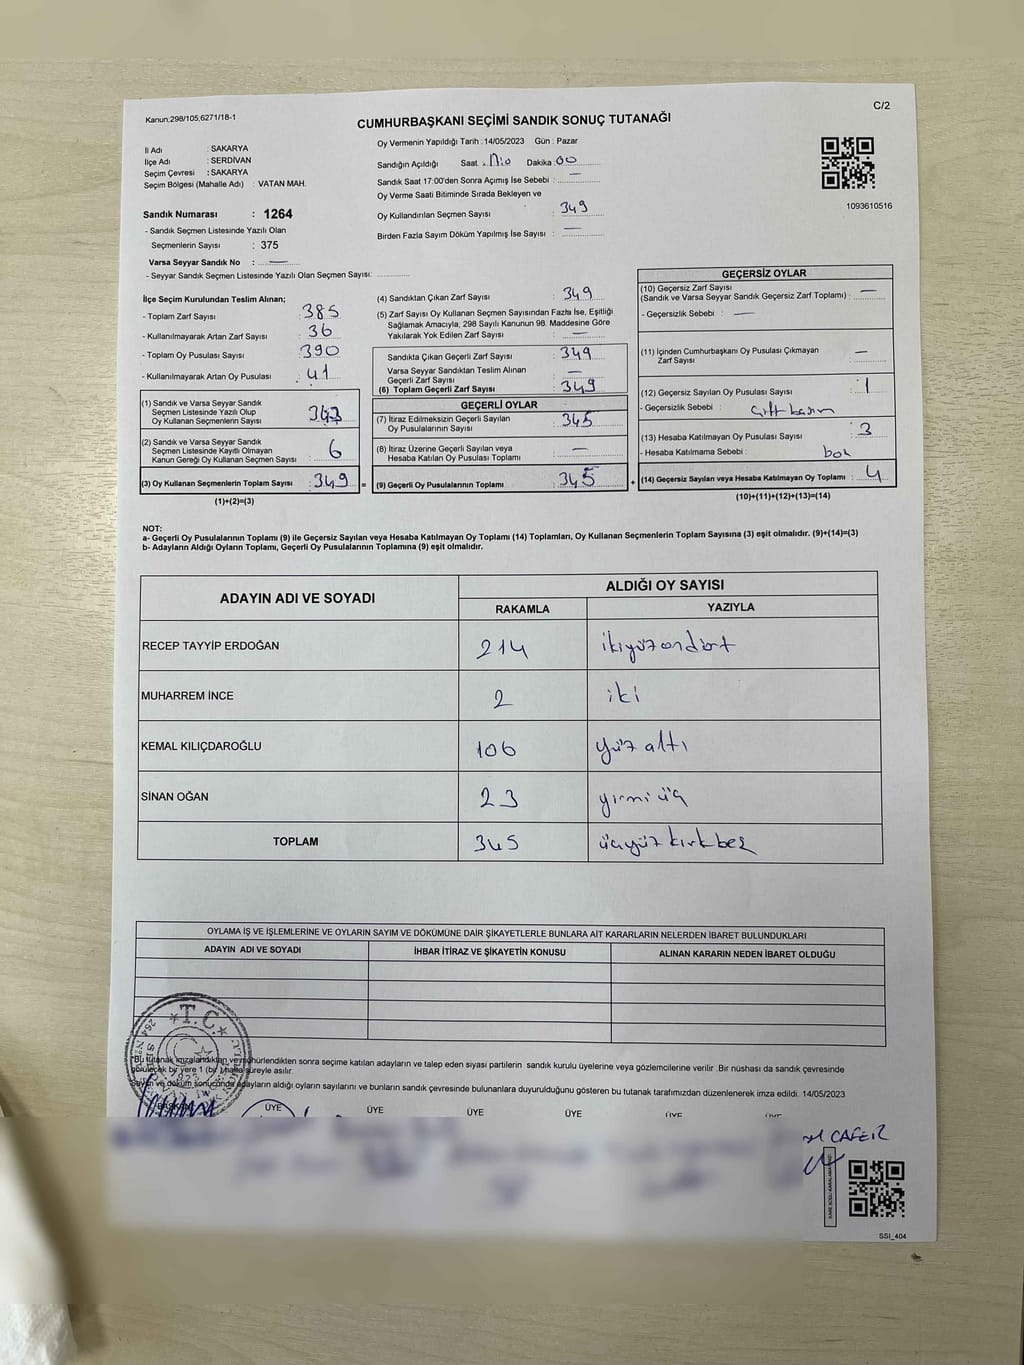 C/2
Kanun:298/105;6271/18-1
CUMHURBAŞKANI SEÇİMİ SANDIK SONUÇ TUTANAĞI
İl Adı : SAKARYA
İlçe Adı : SERDİVAN
Seçim Çevresi : SAKARYA
Seçim Bölgesi (Mahalle Adı) : VATAN MAH.
Sandık Numarası : 1264
- Sandık Seçmen Listesinde Yazılı Olan
Seçmenlerin Sayısı : 375
Varsa Seyyar Sandık No : —
- Seyyar Sandık Seçmen Listesinde Yazılı Olan Seçmen Sayısı:
Oy Vermenin Yapıldığı Tarih : 14/05/2023 Gün : Pazar
Sandığın Açıldığı Saat : Dakika : 00
Sandık Saat 17:00'den Sonra Açımış İse Sebebi : —
Oy Verme Saati Bitiminde Sırada Bekleyen ve
Oy Kullandırılan Seçmen Sayısı : 349
Birden Fazla Sayım Döküm Yapılmış İse Sayısı : —
1093610516
İlçe Seçim Kurulundan Teslim Alınan;
- Toplam Zarf Sayısı : 385
- Kullanılmayarak Artan Zarf Sayısı : 36
- Toplam Oy Pusulası Sayısı : 390
- Kullanılmayarak Artan Oy Pusulası : 41
(1) Sandık ve Varsa Seyyar Sandık
Seçmen Listesinde Yazılı Olup
Oy Kullanan Seçmenlerin Sayısı : 343
(2) Sandık ve Varsa Seyyar Sandık
Seçmen Listesinde Kayıtlı Olmayan
Kanun Gereği Oy Kullanan Seçmen Sayısı : 6
(3) Oy Kullanan Seçmenlerin Toplam Sayısı : 349 =
(1)+(2)=(3)
(4) Sandıktan Çıkan Zarf Sayısı : 349
(5) Zarf Sayısı Oy Kullanan Seçmen Sayısından Fazla İse, Eşitliği
Sağlamak Amacıyla, 298 Sayılı Kanunun 98. Maddesine Göre
Yakılarak Yok Edilen Zarf Sayısı : —
Sandıkta Çıkan Geçerli Zarf Sayısı : 349
Varsa Seyyar Sandıktan Teslim Alınan
Geçerli Zarf Sayısı : —
(6) Toplam Geçerli Zarf Sayısı : 349
GEÇERLİ OYLAR
(7) İtiraz Edilmeksizin Geçerli Sayılan
Oy Pusulalarının Sayısı : 345
(8) İtiraz Üzerine Geçerli Sayılan veya
Hesaba Katılan Oy Pusulası Toplamı : —
(9) Geçerli Oy Pusulalarının Toplamı : 345 +
GEÇERSİZ OYLAR
(10) Geçersiz Zarf Sayısı
(Sandık ve Varsa Seyyar Sandık Geçersiz Zarf Toplamı) : —
- Geçersizlik Sebebi : —
(11) İçinden Cumhurbaşkanı Oy Pusulası Çıkmayan
Zarf Sayısı : —
(12) Geçersiz Sayılan Oy Pusulası Sayısı : 1
- Geçersizlik Sebebi : çift basım
(13) Hesaba Katılmayan Oy Pusulası Sayısı : 3
- Hesaba Katılmama Sebebi :
(14) Geçersiz Sayılan veya Hesaba Katılmayan Oy Toplamı : 4
(10)+(11)+(12)+(13)=(14)
NOT:
a- Geçerli Oy Pusulalarının Toplamı (9) ile Geçersiz Sayılan veya Hesaba Katılmayan Oy Toplamı (14) Toplamları, Oy Kullanan Seçmenlerin Toplam Sayısına (3) eşit olmalıdır. (9)+(14)=(3)
b- Adayların Aldığı Oyların Toplamı, Geçerli Oy Pusulalarının Toplamına (9) eşit olmalıdır.
ADAYIN ADI VE SOYADI ALDIĞI OY SAYISI
RAKAMLA YAZIYLA
RECEP TAYYİP ERDOĞAN 214 ikiyüzondört
MUHARREM İNCE 2 iki
KEMAL KILIÇDAROĞLU 106 yüz altı
SİNAN OĞAN 23 yirmi üç
TOPLAM 345 üçyüz kırkbeş
OYLAMA İŞ VE İŞLEMLERİNE VE OYLARIN SAYIM VE DÖKÜMÜNE DAİR ŞİKAYETLERLE BUNLARA AİT KARARLARIN NELERDEN İBARET BULUNDUKLARI
ADAYIN ADI VE SOYADI İHBAR İTİRAZ VE ŞİKAYETİN KONUSU ALINAN KARARIN NEDEN İBARET OLDUĞU
T.C.
Bu tutanak imzalandıktan ve mühürlendikten sonra seçime katılan adayların ve talep eden siyasi partilerin sandık kurulu üyelerine veya gözlemcilerine verilir .Bir nüshası da sandık çevresinde
görülecek bir yere 1 (bir) hafta süreyle asılır.
Sayım ve döküm sonucunda adayların aldığı oyların sayılarını ve bunların sandık çevresinde bulunanlara duyurulduğunu gösteren bu tutanak tarafımızdan düzenlenerek imza edildi. 14/05/2023
BAŞKAN ÜYE ÜYE ÜYE ÜYE ÜYE ÜYE
CAFER
SSI_404